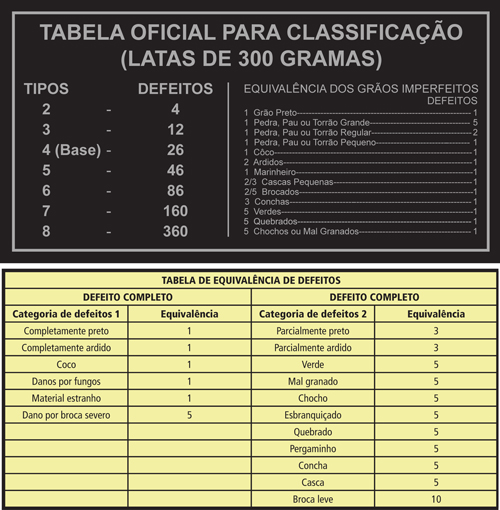 TABELA OFICIAL PARA CLASSIFICAÇÃO
(LATAS DE 300 GRAMAS)
TIPOS DEFEITOS
2 - 4
3 - 12
4 (Base) - 26
5 - 46
6 - 86
7 - 160
8 - 360
EQUIVALÊNCIA DOS GRÃOS IMPERFEITOS
DEFEITOS
1 Grão Preto 1
1 Pedra, Pau ou Torrão Grande 5
1 Pedra, Pau ou Torrão Regular 2
1 Pedra, Pau ou Torrão Pequeno 1
1 Côco 1
2 Ardidos 1
1 Marinheiro 1
2/3 Cascas Pequenas 1
2/5 Brocados 1
3 Conchas 1
5 Verdes 1
5 Quebrados 1
5 Chochos ou Mal Granados 1
TABELA DE EQUIVALÊNCIA DE DEFEITOS
DEFEITO COMPLETO DEFEITO COMPLETO
Categoria de defeitos 1 Equivalência Categoria de defeitos 2 Equivalência
Completamente preto 1 Parcialmente preto 3
Completamente ardido 1 Parcialmente ardido 3
Coco 1 Verde 5
Danos por fungos 1 Mal granado 5
Material estranho 1 Chocho 5
Dano por broca severo 5 Esbranquiçado 5
Quebrado 5
Pergaminho 5
Concha 5
Casca 5
Broca leve 10